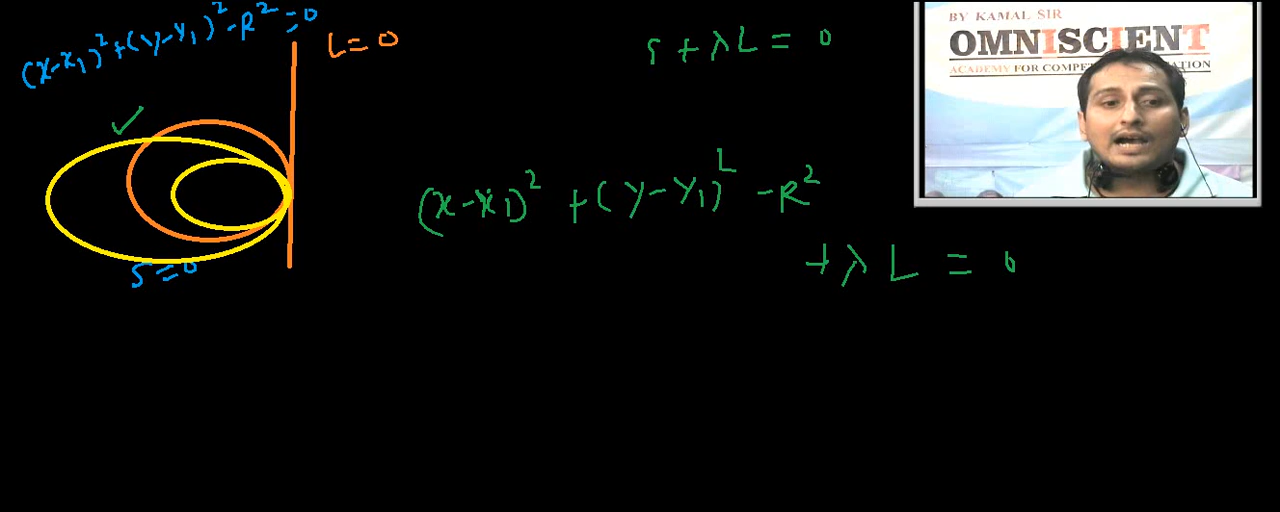 (x-x₁)²+(y-y₁)²-R²=0
L=0
S+λL=0
BY KAMAL SIR
OMNISCIENT
ACADEMY FOR COMPE
S=0
(x-x₁)²+(y-y₁)²-R²
+λL=0